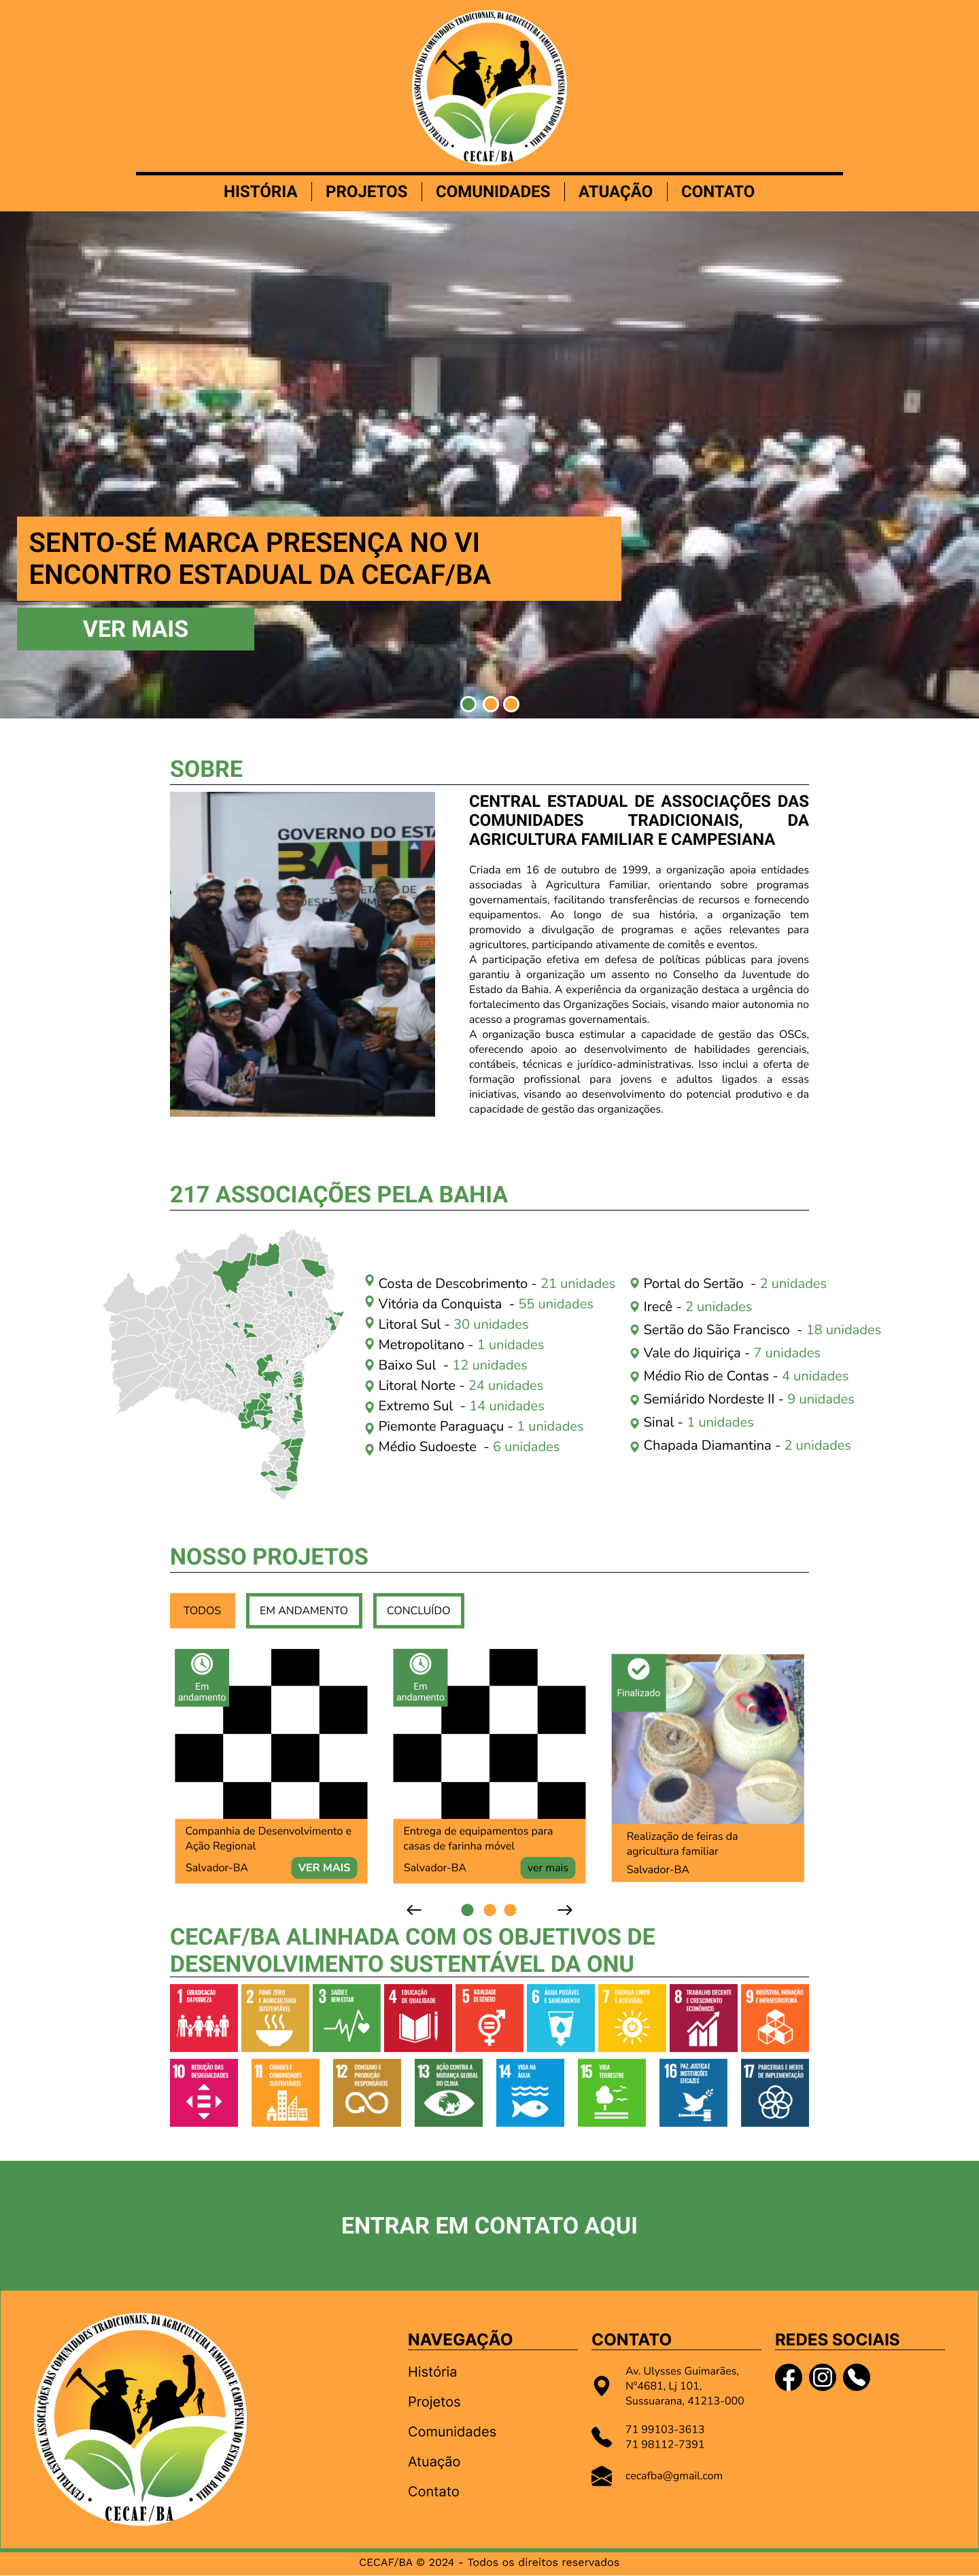 CENTRAL ESTADUAL ASSOCIAÇÕES DAS COMUNIDADES TRADICIONAIS, DA AGRICULTURA FAMILIAR E CAMPESINA DO ESTADO DA BAHIA
CECAF/BA
HISTÓRIA
PROJETOS
COMUNIDADES
ATUAÇÃO
CONTATO
SENTO-SÉ MARCA PRESENÇA NO VI
ENCONTRO ESTADUAL DA CECAF/BA
VER MAIS
SOBRE
GOVERNO DO ESTA
BAHIA
CENTRAL ESTADUAL DE ASSOCIAÇÕES DAS
COMUNIDADES TRADICIONAIS, DA
AGRICULTURA FAMILIAR E CAMPESIANA
Criada em 16 de outubro de 1999, a organização apoia entidades
associadas à Agricultura Familiar, orientando sobre programas
governamentais, facilitando transferências de recursos e fornecendo
equipamentos. Ao longo de sua história, a organização tem
promovido a divulgação de programas e ações relevantes para
agricultores, participando ativamente de comitês e eventos.
A participação efetiva em defesa de políticas públicas para jovens
garantiu à organização um assento no Conselho da Juventude do
Estado da Bahia. A experiência da organização destaca a urgência do
fortalecimento das Organizações Sociais, visando maior autonomia no
acesso a programas governamentais.
A organização busca estimular a capacidade de gestão das OSCs,
oferecendo apoio ao desenvolvimento de habilidades gerenciais,
contábeis, técnicas e jurídico-administrativas. Isso inclui a oferta de
formação profissional para jovens e adultos ligados a essas
iniciativas, visando ao desenvolvimento do potencial produtivo e da
capacidade de gestão das organizações.
217 ASSOCIAÇÕES PELA BAHIA
Costa de Descobrimento - 21 unidades
Vitória da Conquista - 55 unidades
Litoral Sul - 30 unidades
Metropolitano - 1 unidades
Baixo Sul - 12 unidades
Litoral Norte - 24 unidades
Extremo Sul - 14 unidades
Piemonte Paraguaçu - 1 unidades
Médio Sudoeste - 6 unidades
Portal do Sertão - 2 unidades
Irecê - 2 unidades
Sertão do São Francisco - 18 unidades
Vale do Jiquiriça - 7 unidades
Médio Rio de Contas - 4 unidades
Semiárido Nordeste II - 9 unidades
Sinal - 1 unidades
Chapada Diamantina - 2 unidades
NOSSO PROJETOS
TODOS
EM ANDAMENTO
CONCLUÍDO
Em
andamento
Companhia de Desenvolvimento e
Ação Regional
Salvador-BA
VER MAIS
Em
andamento
Entrega de equipamentos para
casas de farinha móvel
Salvador-BA
ver mais
Finalizado
Realização de feiras da
agricultura familiar
Salvador-BA
CECAF/BA ALINHADA COM OS OBJETIVOS DE
DESENVOLVIMENTO SUSTENTÁVEL DA ONU
1 ERRADICAÇÃO
DA POBREZA
2 FOME ZERO
E AGRICULTURA
SUSTENTÁVEL
3 SAÚDE E
BEM-ESTAR
4 EDUCAÇÃO
DE QUALIDADE
5 IGUALDADE
DE GÊNERO
6 ÁGUA POTÁVEL
E SANEAMENTO
7 ENERGIA LIMPA
E ACESSÍVEL
8 TRABALHO DECENTE
E CRESCIMENTO
ECONÔMICO
9 INDÚSTRIA, INOVAÇÃO
E INFRAESTRUTURA
10 REDUÇÃO DAS
DESIGUALDADES
11 CIDADES E
COMUNIDADES
SUSTENTÁVEIS
12 CONSUMO E
PRODUÇÃO
RESPONSÁVEIS
13 AÇÃO CONTRA A
MUDANÇA GLOBAL
DO CLIMA
14 VIDA NA
ÁGUA
15 VIDA
TERRESTRE
16 PAZ, JUSTIÇA E
INSTITUIÇÕES
EFICAZES
17 PARCERIAS E MEIOS
DE IMPLEMENTAÇÃO
ENTRAR EM CONTATO AQUI
CENTRAL ESTADUAL ASSOCIAÇÕES DAS COMUNIDADES TRADICIONAIS, DA AGRICULTURA FAMILIAR E CAMPESINA DO ESTADO DA BAHIA
CECAF/BA
NAVEGAÇÃO
História
Projetos
Comunidades
Atuação
Contato
CONTATO
Av. Ulysses Guimarães,
Nº4681, Lj 101,
Sussuarana, 41213-000
71 99103-3613
71 98112-7391
cecafba@gmail.com
REDES SOCIAIS
CECAF/BA © 2024 - Todos os direitos reservados